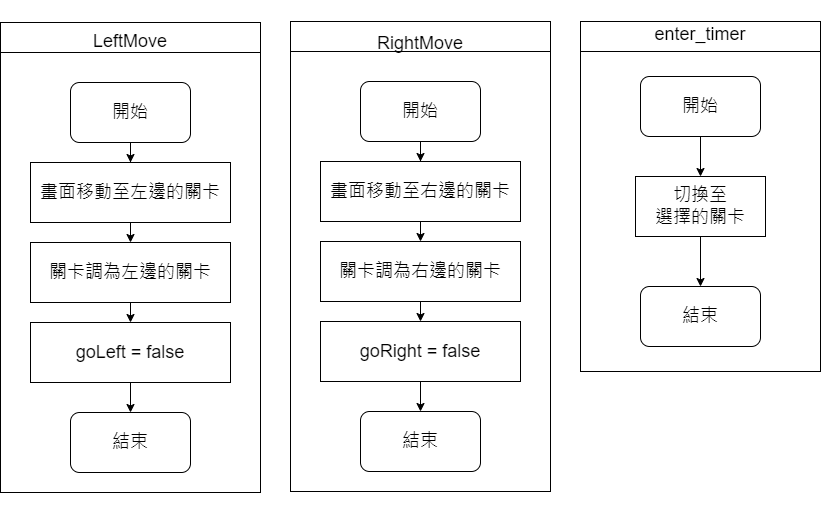 LeftMove
開始
畫面移動至左邊的關卡
關卡調為左邊的關卡
goLeft = false
結束
RightMove
開始
畫面移動至右邊的關卡
關卡調為右邊的關卡
goRight = false
結束
enter_timer
開始
切換至
選擇的關卡
結束